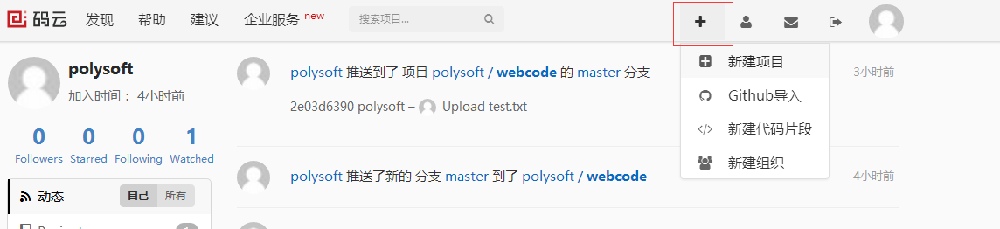 码云 发现 帮助 建议 企业服务 new 搜索项目...
polysoft
加入时间： 4小时前
0 0 0 1
Followers Starred Following Watched
动态 自己 所有
polysoft 推送到了 项目 polysoft / webcode 的 master 分支 3小时前
2e03d6390 polysoft – Upload test.txt
polysoft 推送了新的 分支 master 到了 polysoft / webcode 4小时前
新建项目
Github导入
新建代码片段
新建组织